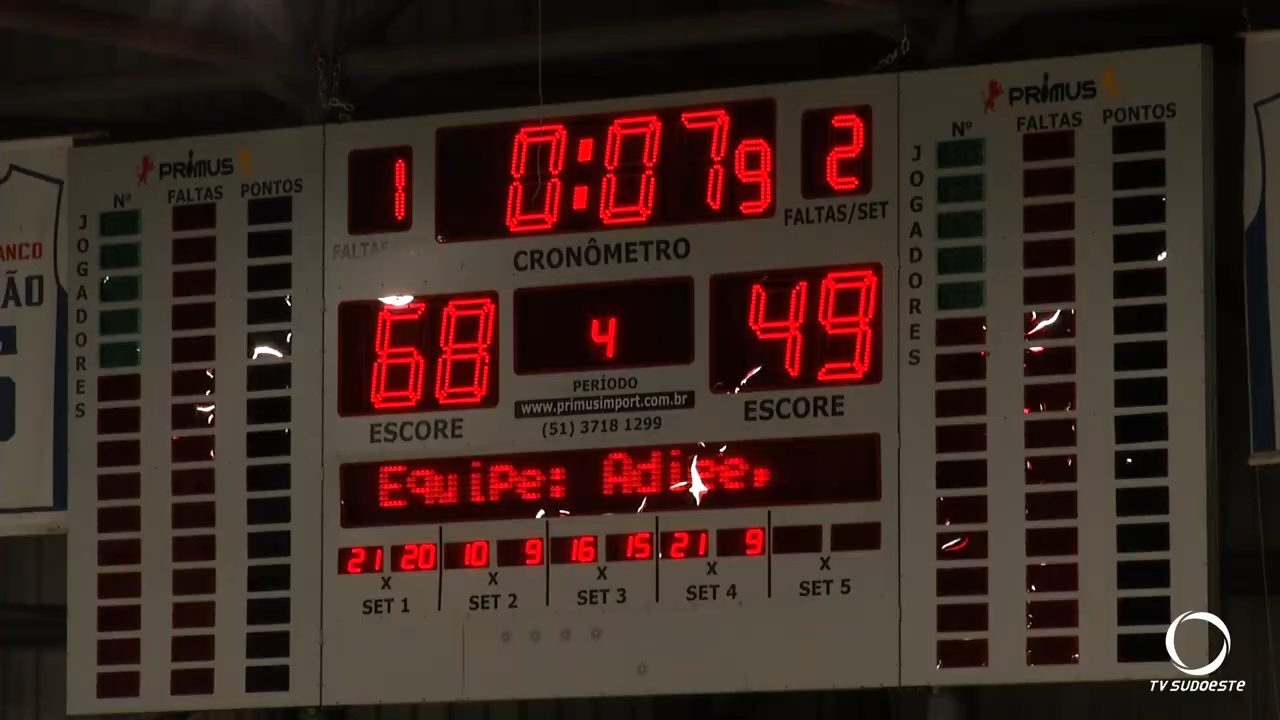 PRIMUS
Nº FALTAS PONTOS
JOGADORES
1 0:07 9 2
FALTAS/SET
CRONÔMETRO
68 4 49
ESCORE PERÍODO ESCORE
www.primusimport.com.br
(51) 3718 1299
Equipe:
21 20 10 9 16 15 21 9
X X X X X
SET 1 SET 2 SET 3 SET 4 SET 5
PRIMUS
Nº FALTAS PONTOS
JOGADORES
TV SUDOESTE